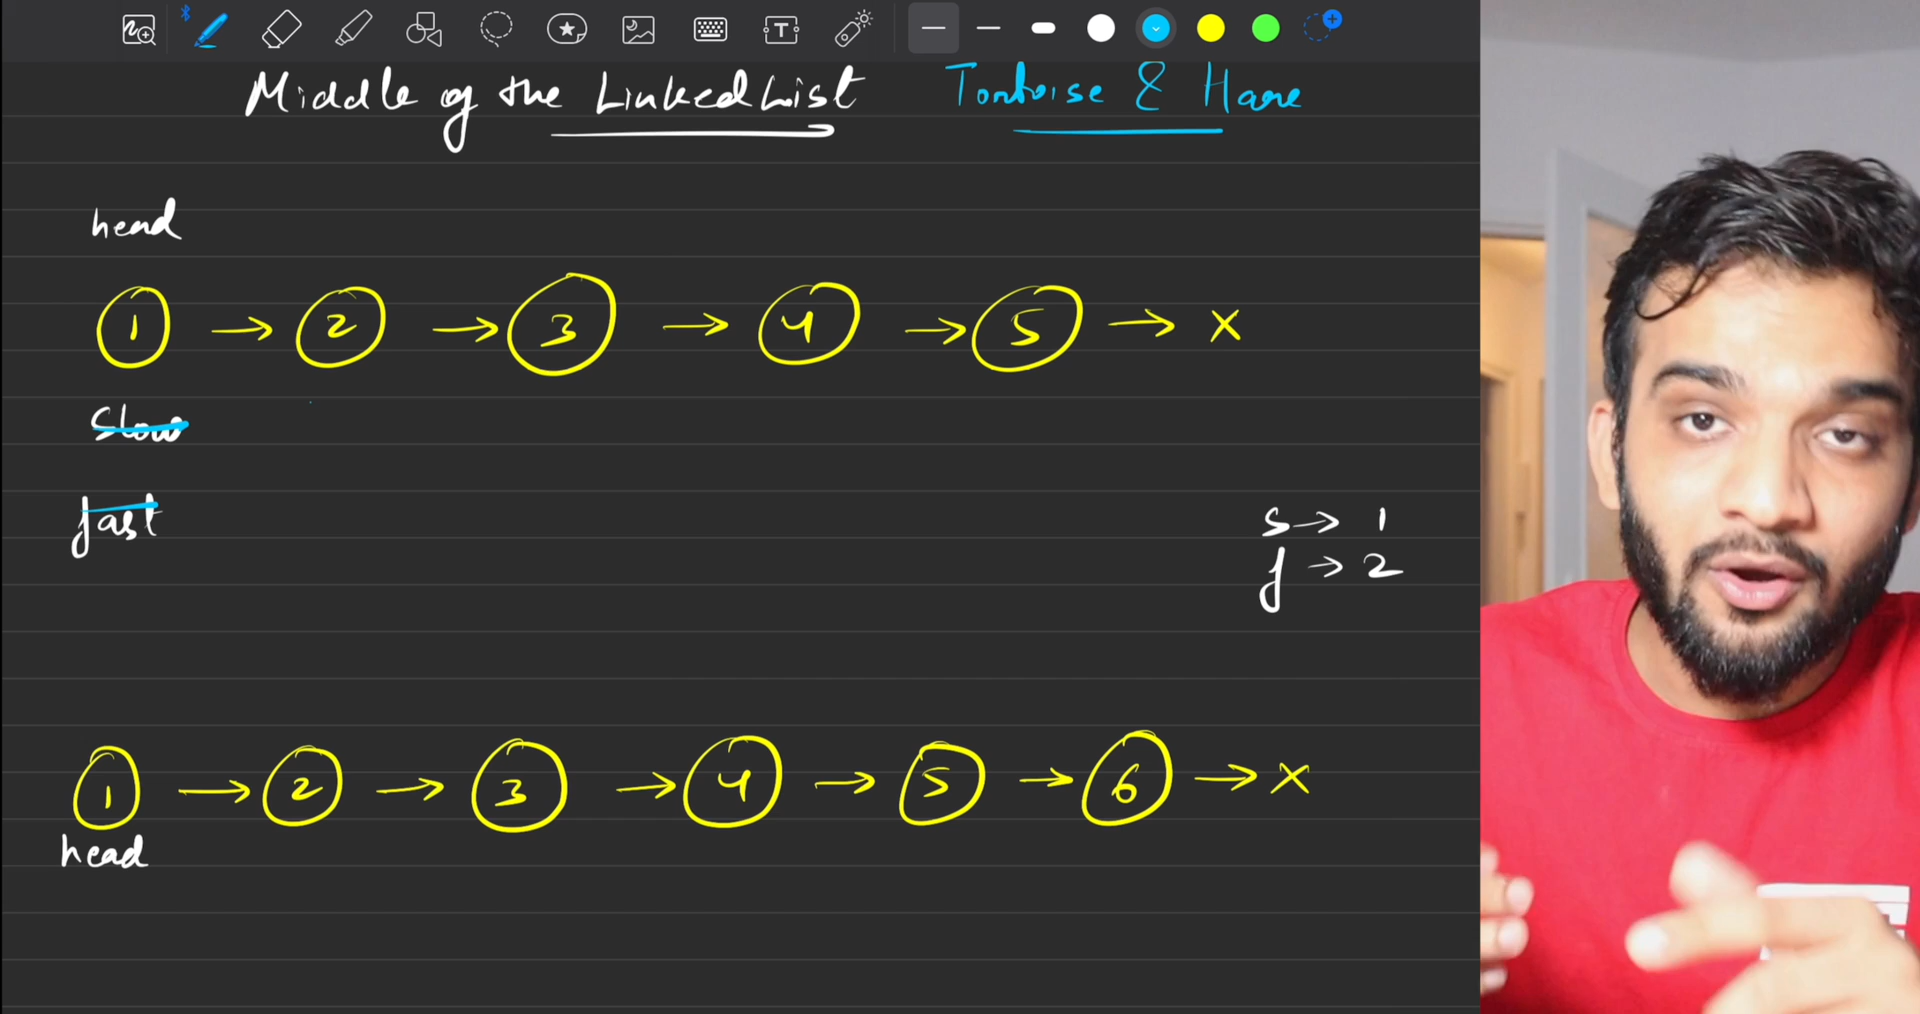 Middle of the LinkedList Tortoise & Hare
head
1 → 2 → 3 → 4 → 5 → X
Slow
fast
s → 1
f → 2
1 → 2 → 3 → 4 → 5 → 6 → X
head